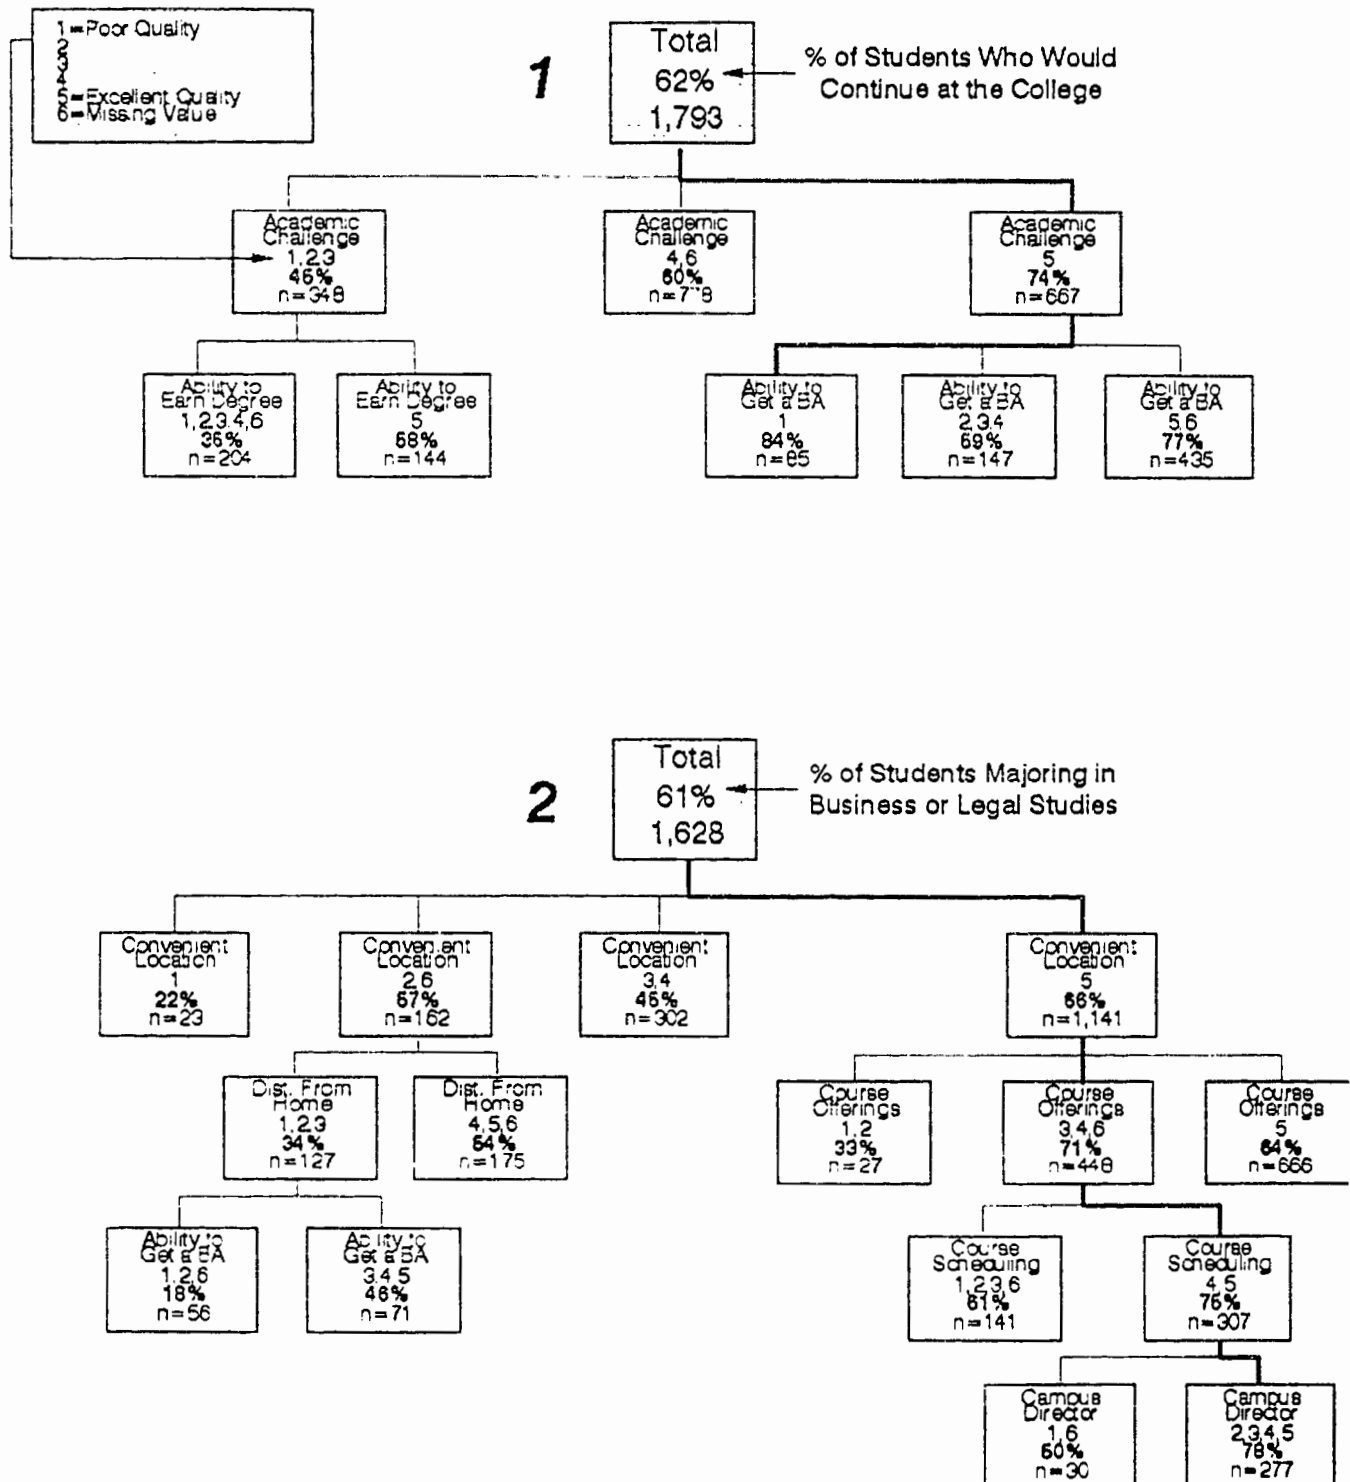 1=Poor Quality
2
3
4
5=Excellent Quality
6=Missing Value
1
Total
62%
1,793
% of Students Who Would
Continue at the College
Academic
Challenge
1,2,3
46%
n=348
Academic
Challenge
4,6
60%
n=778
Academic
Challenge
5
74%
n=667
Ability to
Earn Degree
1,2,3,4,6
36%
n=204
Ability to
Earn Degree
5
58%
n=144
Ability to
Get a BA
1
84%
n=85
Ability to
Get a BA
2,3,4
59%
n=147
Ability to
Get a BA
5,6
77%
n=435
2
Total
61%
1,628
% of Students Majoring in
Business or Legal Studies
Convenient
Location
1
22%
n=23
Convenient
Location
2,6
57%
n=162
Convenient
Location
3,4
46%
n=302
Convenient
Location
5
66%
n=1,141
Dist. From
Home
1,2,3
34%
n=127
Dist. From
Home
4,5,6
54%
n=175
Course
Offerings
1,2
33%
n=27
Course
Offerings
3,4,6
71%
n=448
Course
Offerings
5
64%
n=666
Ability to
Get a BA
1,2,6
18%
n=56
Ability to
Get a BA
3,4,5
46%
n=71
Course
Scheduling
1,2,3,6
61%
n=141
Course
Scheduling
4,5
75%
n=307
Campus
Director
1,6
50%
n=30
Campus
Director
2,3,4,5
78%
n=277